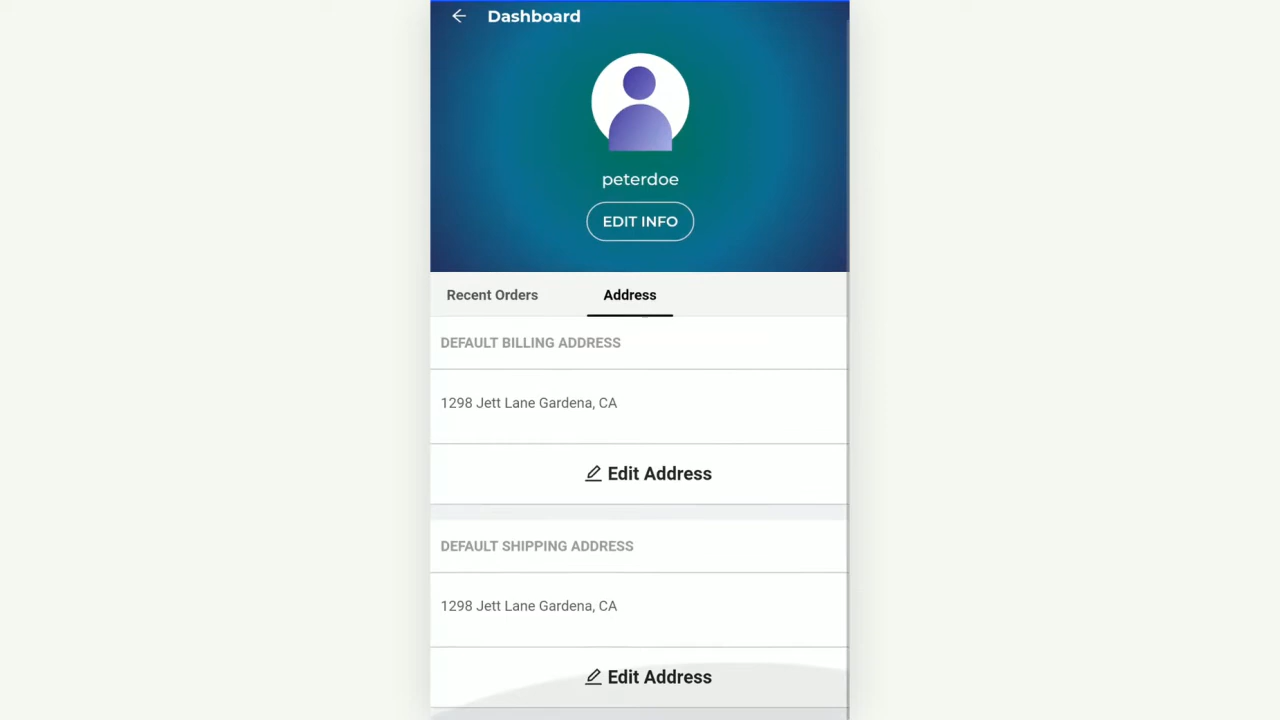 Dashboard
peterdoe
EDIT INFO
Recent Orders Address
DEFAULT BILLING ADDRESS
1298 Jett Lane Gardena, CA
Edit Address
DEFAULT SHIPPING ADDRESS
1298 Jett Lane Gardena, CA
Edit Address